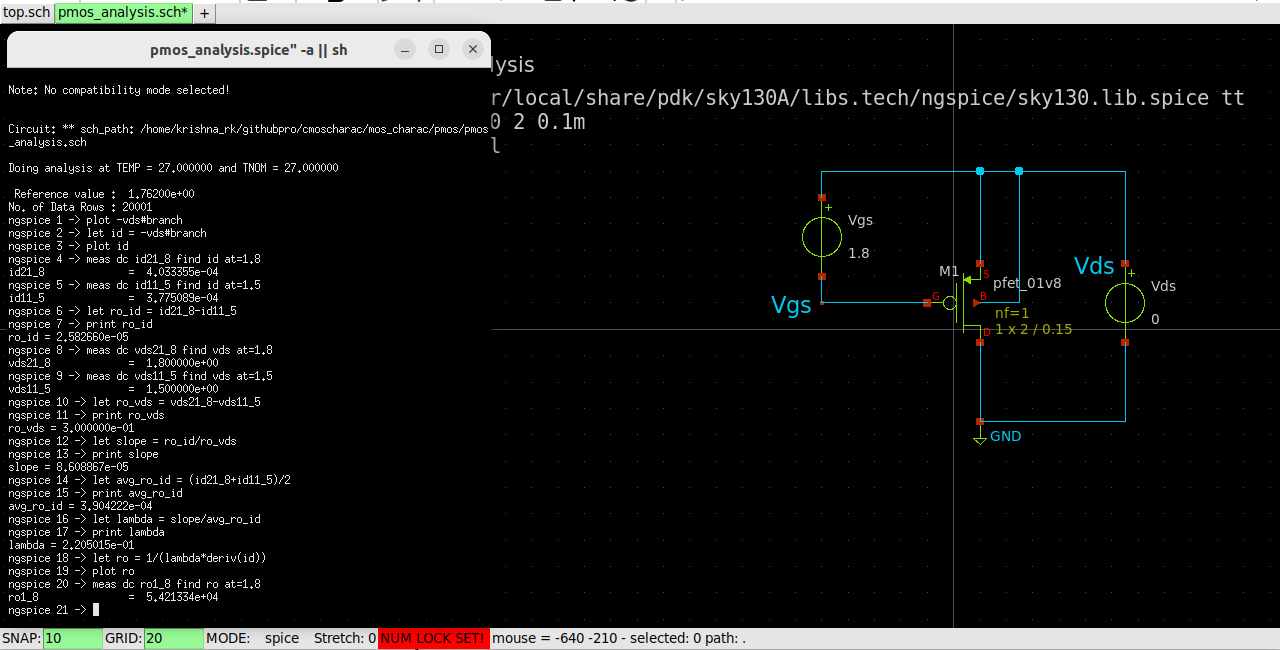 top.sch pmos_analysis.sch* +
pmos_analysis.spice" -a || sh
Note: No compatibility mode selected!
Circuit: ** sch_path: /home/krishna_rk/githubpro/cmoscharac/mos_charac/pmos/pmos
_analysis.sch
Doing analysis at TEMP = 27.000000 and TNOM = 27.000000
Reference value : 1.76200e+00
No. of Data Rows : 20001
ngspice 1 -> plot -vds#branch
ngspice 2 -> let id = -vds#branch
ngspice 3 -> plot id
ngspice 4 -> meas dc id21_8 find id at=1.8
id21_8 = 4.033355e-04
ngspice 5 -> meas dc id11_5 find id at=1.5
id11_5 = 3.775089e-04
ngspice 6 -> let ro_id = id21_8-id11_5
ngspice 7 -> print ro_id
ro_id = 2.582660e-05
ngspice 8 -> meas dc vds21_8 find vds at=1.8
vds21_8 = 1.800000e+00
ngspice 9 -> meas dc vds11_5 find vds at=1.5
vds11_5 = 1.500000e+00
ngspice 10 -> let ro_vds = vds21_8-vds11_5
ngspice 11 -> print ro_vds
ro_vds = 3.000000e-01
ngspice 12 -> let slope = ro_id/ro_vds
ngspice 13 -> print slope
slope = 8.608867e-05
ngspice 14 -> let avg_ro_id = (id21_8+id11_5)/2
ngspice 15 -> print avg_ro_id
avg_ro_id = 3.904222e-04
ngspice 16 -> let lambda = slope/avg_ro_id
ngspice 17 -> print lambda
lambda = 2.205015e-01
ngspice 18 -> let ro = 1/(lambda*deriv(id))
ngspice 19 -> plot ro
ngspice 20 -> meas dc ro1_8 find ro at=1.8
ro1_8 = 5.421334e+04
ngspice 21 ->
lysis
r/local/share/pdk/sky130A/libs.tech/ngspice/sky130.lib.spice tt
0 2 0.1m
l
+
Vgs
1.8
Vgs
M1
S
G
B
D
pfet_01v8
nf=1
1 x 2 / 0.15
Vds
+
Vds
0
GND
SNAP: 10 GRID: 20 MODE: spice Stretch: 0 NUM LOCK SET! mouse = -640 -210 - selected: 0 path: .